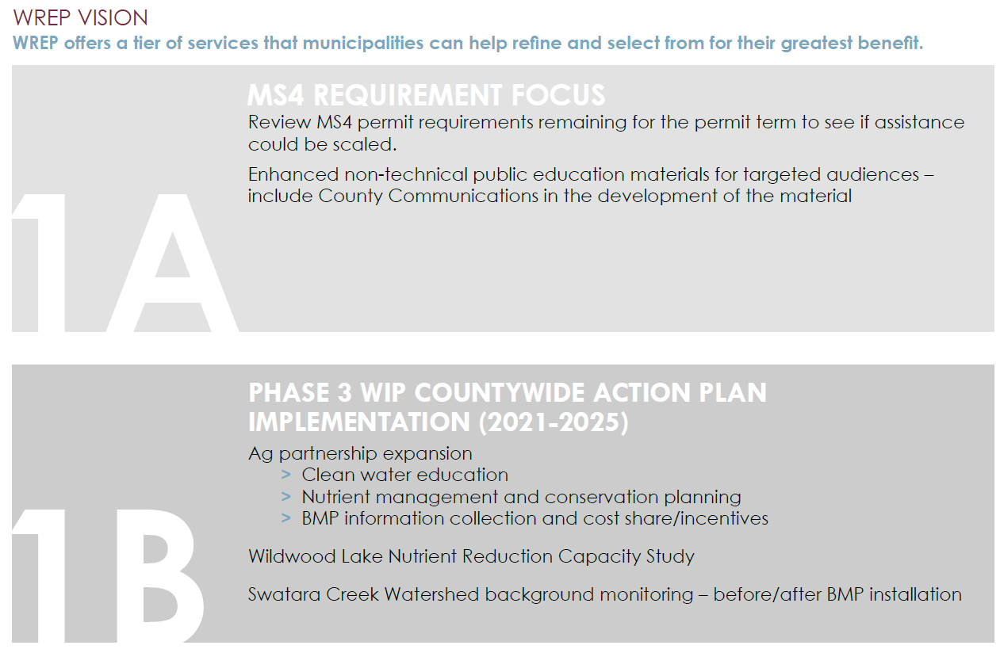 WREP VISION
WREP offers a tier of services that municipalities can help refine and select from for their greatest benefit.
1A
MS4 REQUIREMENT FOCUS
Review MS4 permit requirements remaining for the permit term to see if assistance
could be scaled.
Enhanced non-technical public education materials for targeted audiences –
include County Communications in the development of the material
1B
PHASE 3 WIP COUNTYWIDE ACTION PLAN
IMPLEMENTATION (2021-2025)
Ag partnership expansion
> Clean water education
> Nutrient management and conservation planning
> BMP information collection and cost share/incentives
Wildwood Lake Nutrient Reduction Capacity Study
Swatara Creek Watershed background monitoring – before/after BMP installation